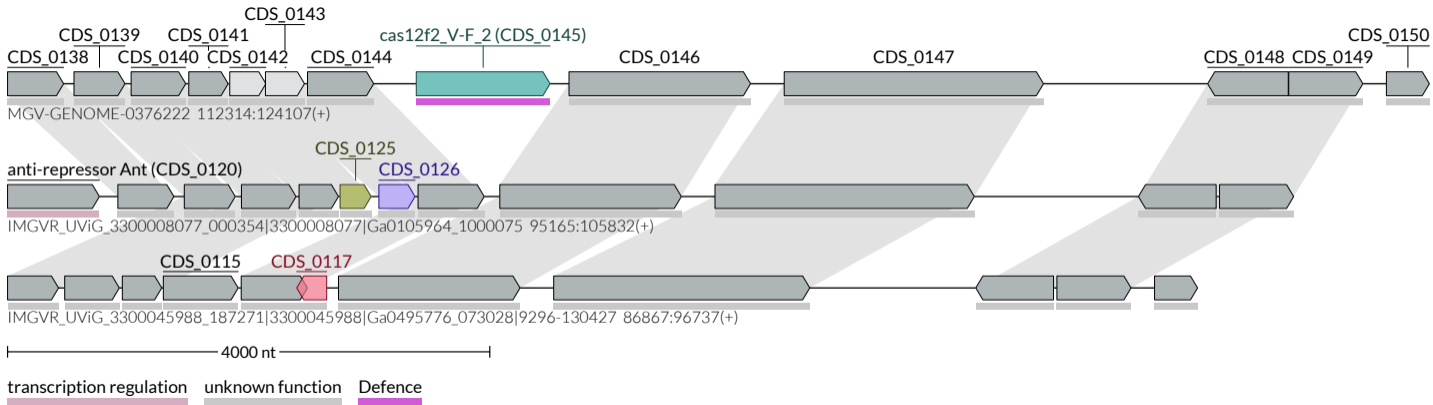 CDS_0143
CDS_0139 CDS_0141 cas12f2_V-F_2 (CDS_0145) CDS_0150
CDS_0138 CDS_0140 CDS_0142 CDS_0144 CDS_0146 CDS_0147 CDS_0148 CDS_0149
MGV-GENOME-0376222 112314:124107(+)
CDS_0125
anti-repressor Ant (CDS_0120) CDS_0126
IMGVR_UViG_3300008077_000354|3300008077|Ga0105964_1000075 95165:105832(+)
CDS_0115 CDS_0117
IMGVR_UViG_3300045988_187271|3300045988|Ga0495776_073028|9296-130427 86867:96737(+)
4000 nt
transcription regulation unknown function Defence